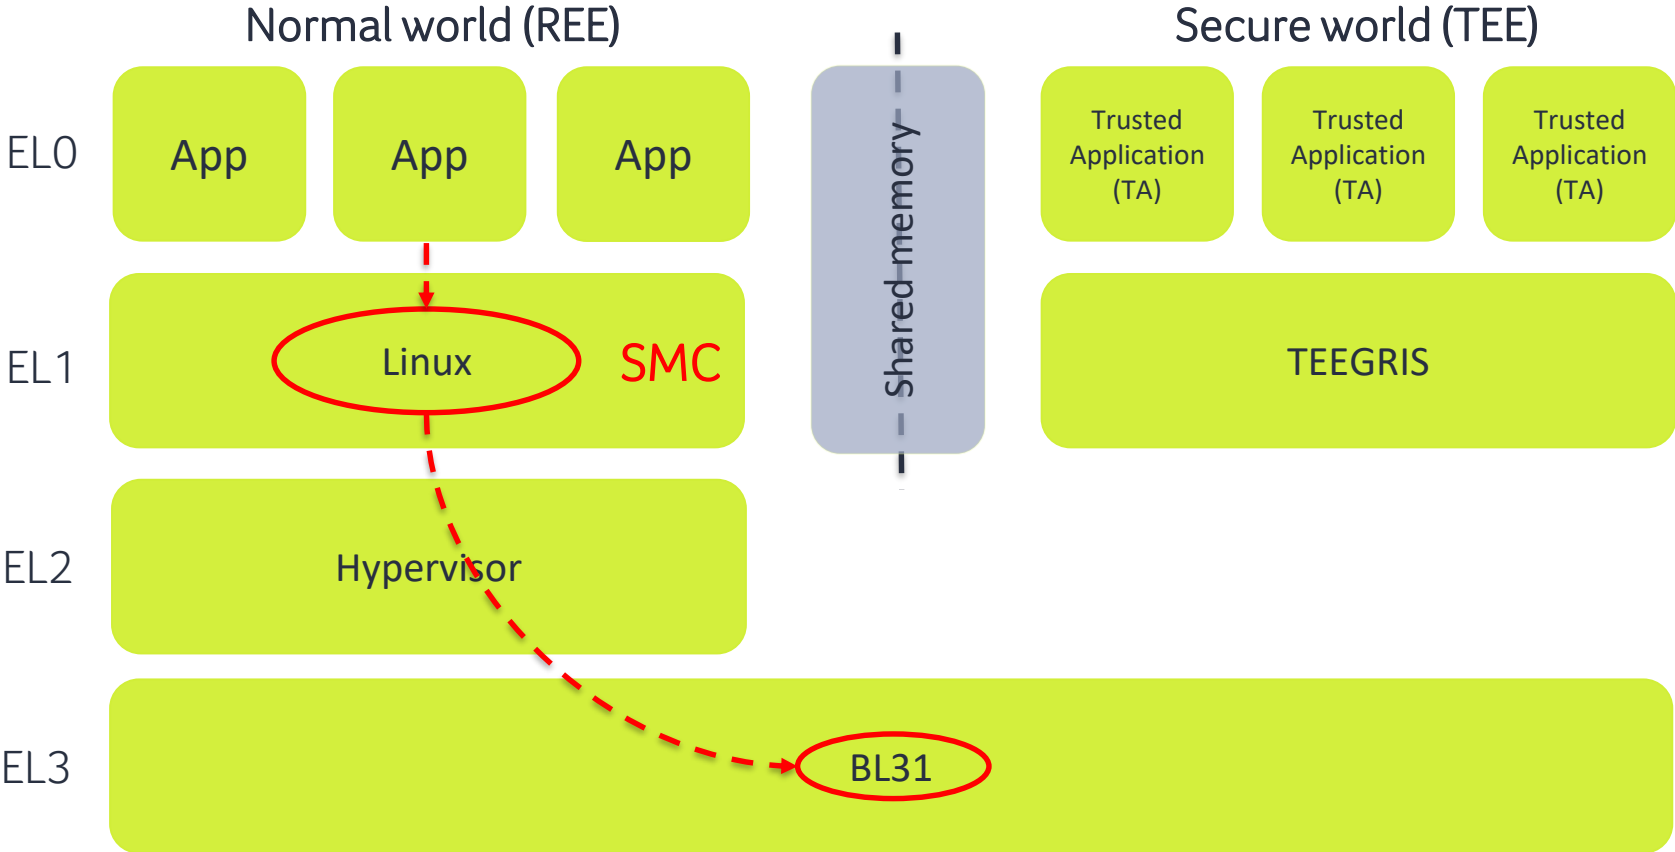 Normal world (REE)
Secure world (TEE)
EL0
App
App
App
Shared memory
Trusted
Application
(TA)
Trusted
Application
(TA)
Trusted
Application
(TA)
EL1
Linux
SMC
TEEGRIS
EL2
Hypervisor
EL3
BL31